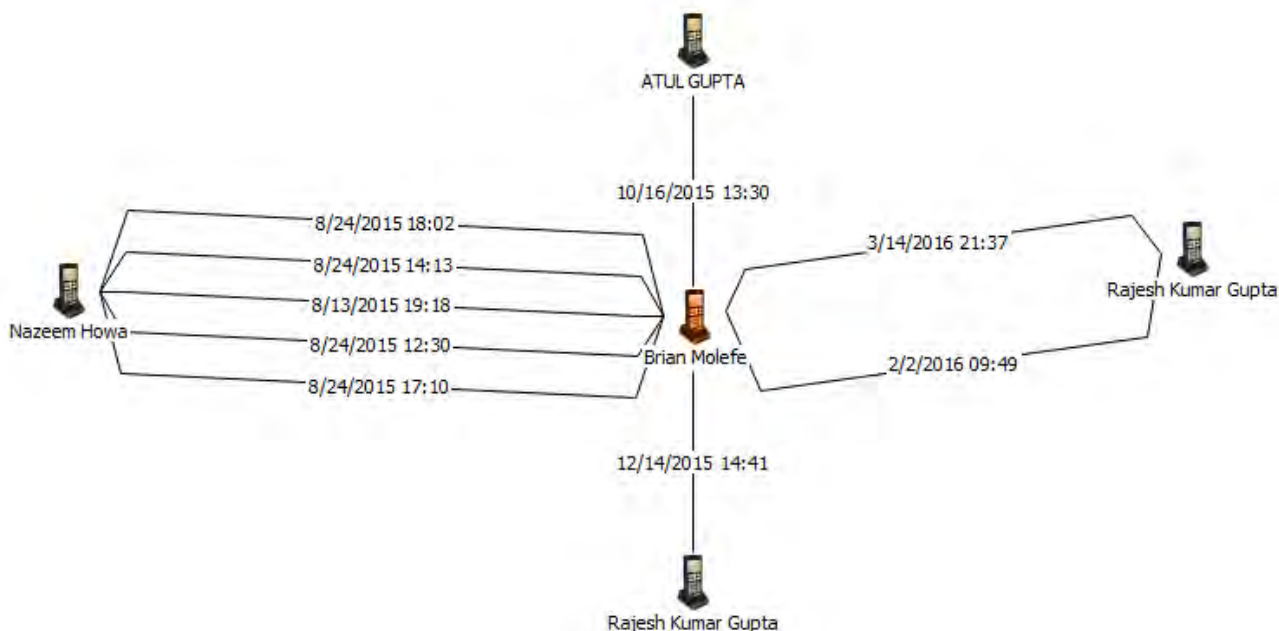 ATUL GUPTA
10/16/2015 13:30
8/24/2015 18:02
3/14/2016 21:37
8/24/2015 14:13
Rajesh Kumar Gupta
8/13/2015 19:18
Nazeem Howa
8/24/2015 12:30
Brian Molefe
2/2/2016 09:49
8/24/2015 17:10
12/14/2015 14:41
Rajesh Kumar Gupta